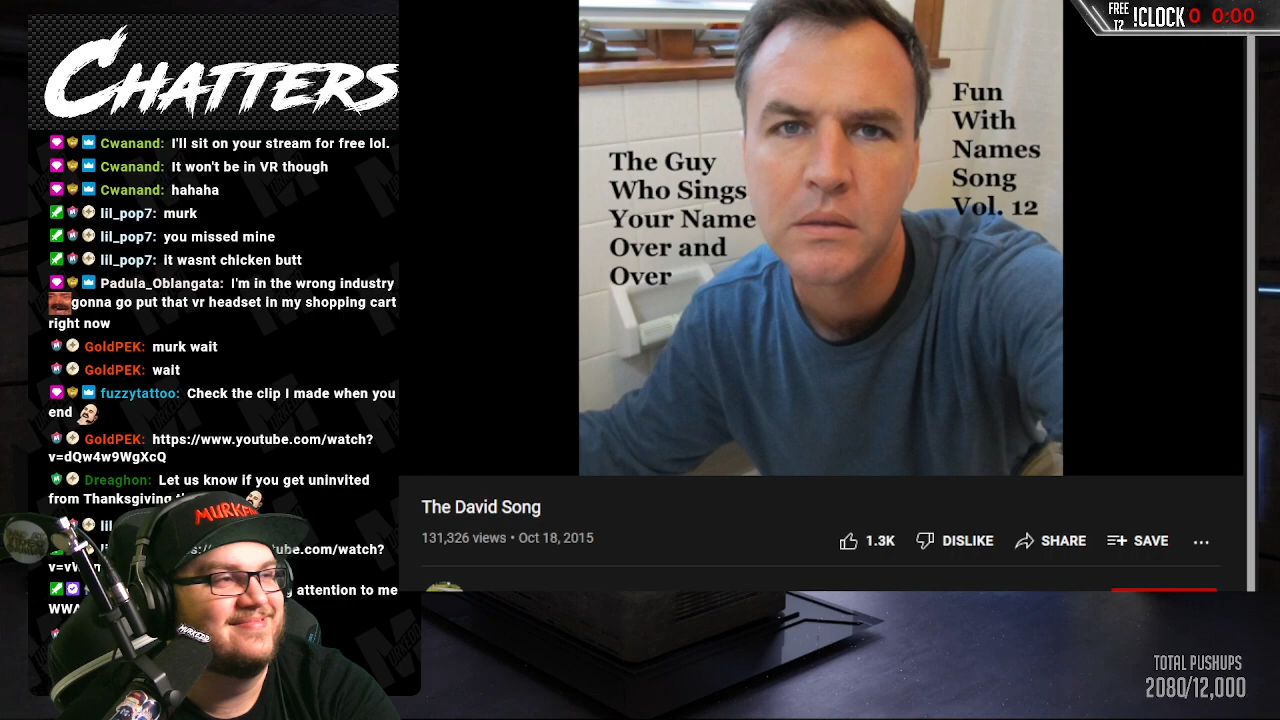 CHATTERS
Cwanand: I'll sit on your stream for free lol.
Cwanand: It won't be in VR though
Cwanand: hahaha
lil_pop7: murk
lil_pop7: you missed mine
lil_pop7: it wasnt chicken butt
Padula_Oblangata: I'm in the wrong industry
gonna go put that vr headset in my shopping cart
right now
GoldPEK: murk wait
GoldPEK: wait
fuzzytattoo: Check the clip I made when you
end
GoldPEK: https://www.youtube.com/watch?
v=dQw4w9WgXcQ
Dreaghon: Let us know if you get uninvited
from Thanksgiving
attention to me
MURKEDD
The Guy
Who Sings
Your Name
Over and
Over
Fun
With
Names
Song
Vol. 12
The David Song
131,326 views • Oct 18, 2015
1.3K
DISLIKE
SHARE
SAVE
FREE
12
!CLOCK
0 0:00
TOTAL PUSHUPS
2080/12,000